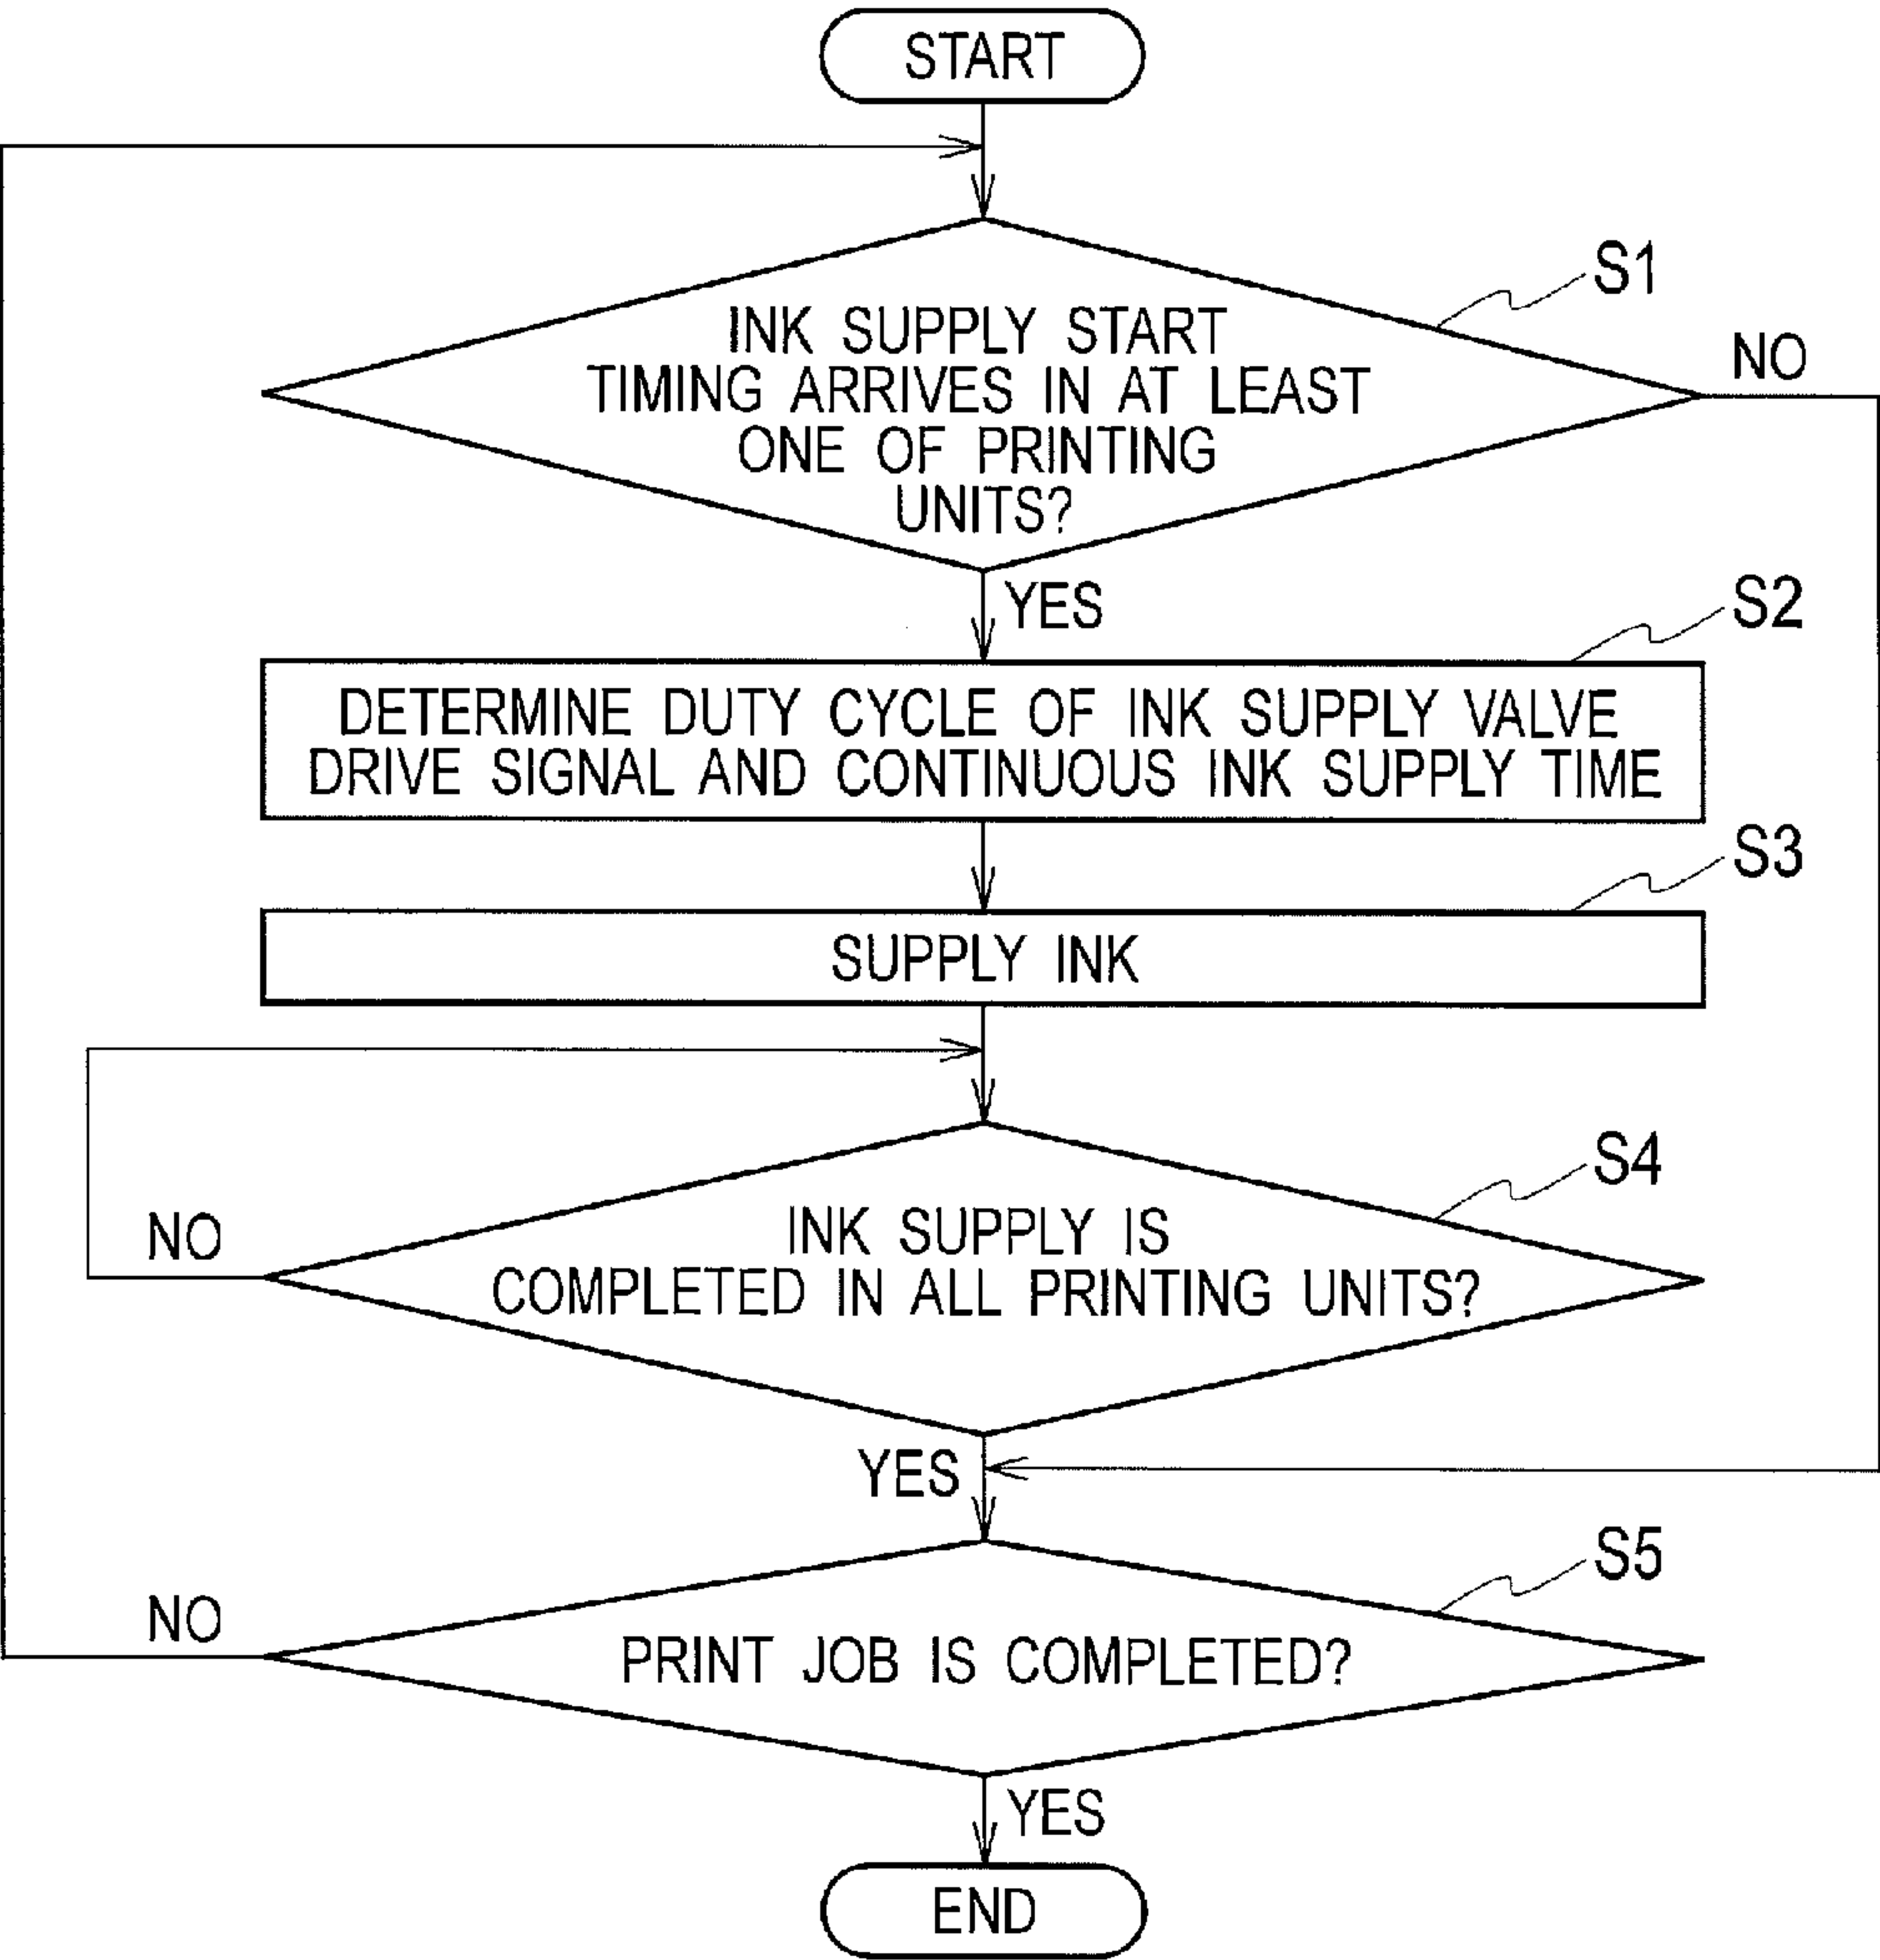 START
S1
INK SUPPLY START
TIMING ARRIVES IN AT LEAST
ONE OF PRINTING
UNITS?
NO
YES
S2
DETERMINE DUTY CYCLE OF INK SUPPLY VALVE
DRIVE SIGNAL AND CONTINUOUS INK SUPPLY TIME
S3
SUPPLY INK
S4
INK SUPPLY IS
COMPLETED IN ALL PRINTING UNITS?
NO
YES
S5
PRINT JOB IS COMPLETED?
NO
YES
END